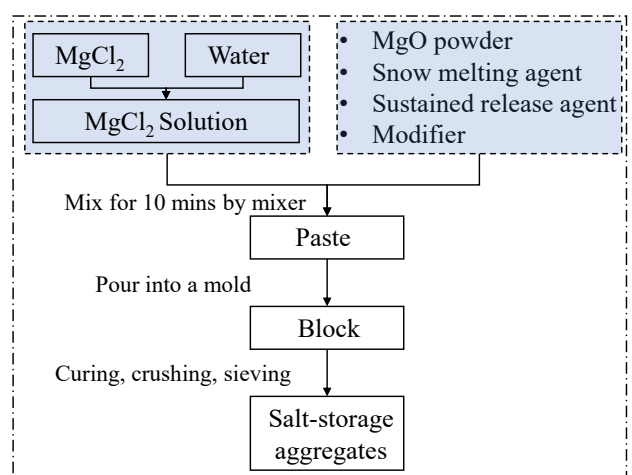 MgCl₂
Water
MgCl₂ Solution
• MgO powder
• Snow melting agent
• Sustained release agent
• Modifier
Mix for 10 mins by mixer
Paste
Pour into a mold
Block
Curing, crushing, sieving
Salt-storage
aggregates